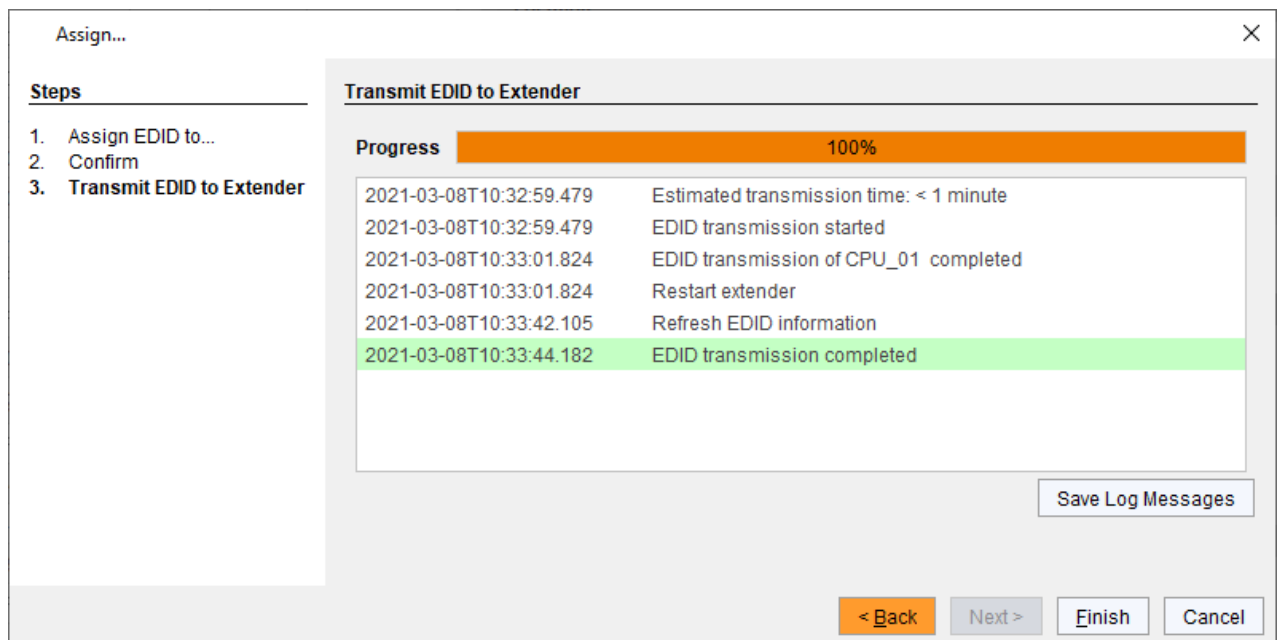 Assign...
Steps
1. Assign EDID to...
2. Confirm
3. Transmit EDID to Extender
Transmit EDID to Extender
Progress 100%
2021-03-08T10:32:59.479 Estimated transmission time: < 1 minute
2021-03-08T10:32:59.479 EDID transmission started
2021-03-08T10:33:01.824 EDID transmission of CPU_01 completed
2021-03-08T10:33:01.824 Restart extender
2021-03-08T10:33:42.105 Refresh EDID information
2021-03-08T10:33:44.182 EDID transmission completed
Save Log Messages
< Back Next > Finish Cancel